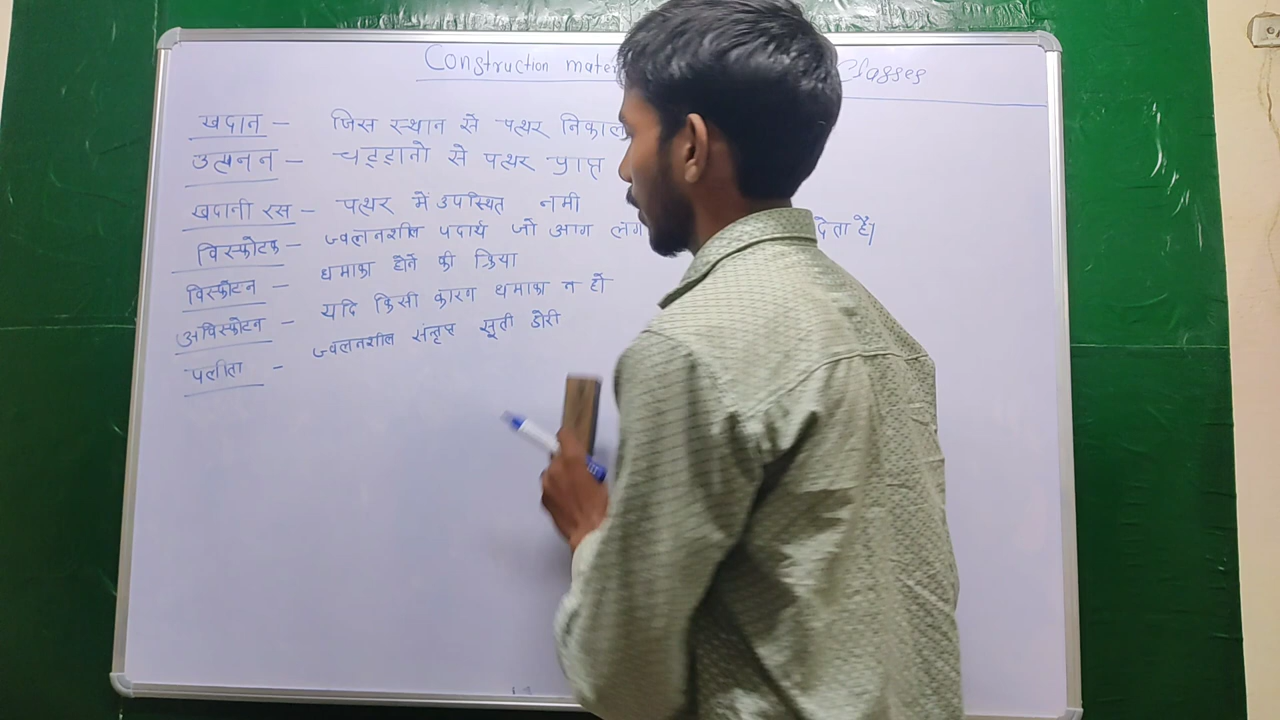 Construction mater Classes
खदान – जिस स्थान से पत्थर निकाल
उत्खनन – चट्टानो से पत्थर प्राप्त
खदानी रस – पत्थर में उपस्थित नमी
विस्फोटक – ज्वलनशील पदार्थ जो आग लग देता है।
विस्फोटन – धमाका होने की क्रिया
अविस्फोटन – यदि किसी कारण धमाका न हो
पलीता – ज्वलनशील सन्तृप्त सूती डोरी